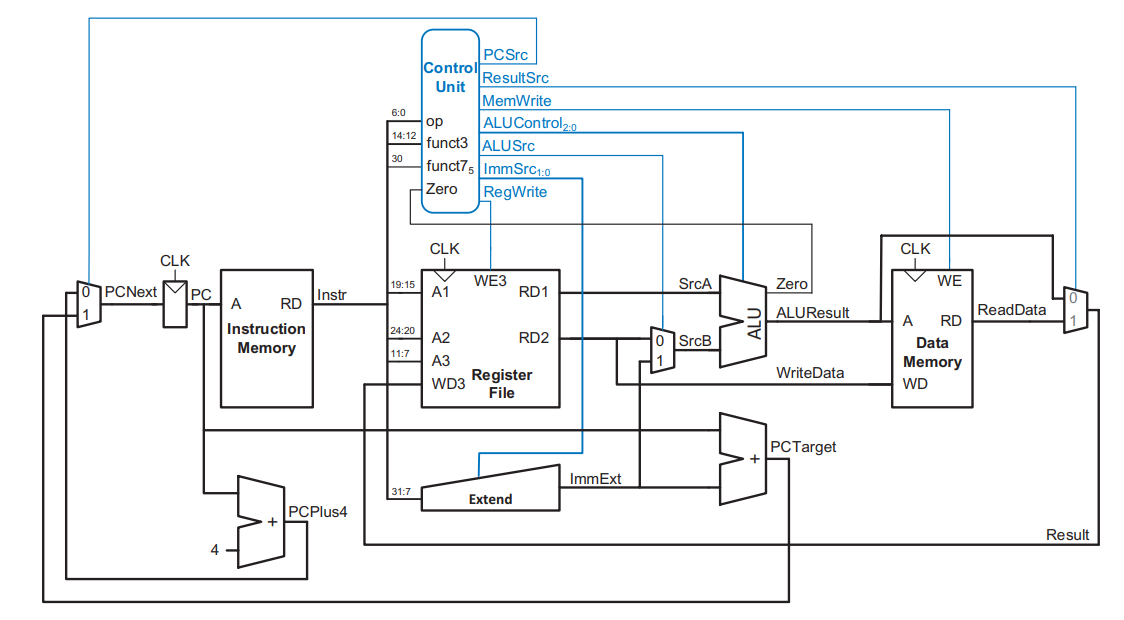 PCSrc
Control
Unit
ResultSrc
MemWrite
6:0
op
ALUControl2:0
14:12
funct3
ALUSrc
30
funct75
ImmSrc1:0
Zero
RegWrite
CLK
CLK
CLK
0
PCNext
PC
1
A
RD
Instr
Instruction
Memory
19:15
A1
WE3
RD1
24:20
A2
RD2
11:7
A3
WD3
Register
File
SrcA
0
SrcB
1
ALU
Zero
ALUResult
WriteData
WE
A
RD
Data
Memory
WD
ReadData
0
1
+
PCTarget
31:7
Extend
ImmExt
+
PCPlus4
4
Result